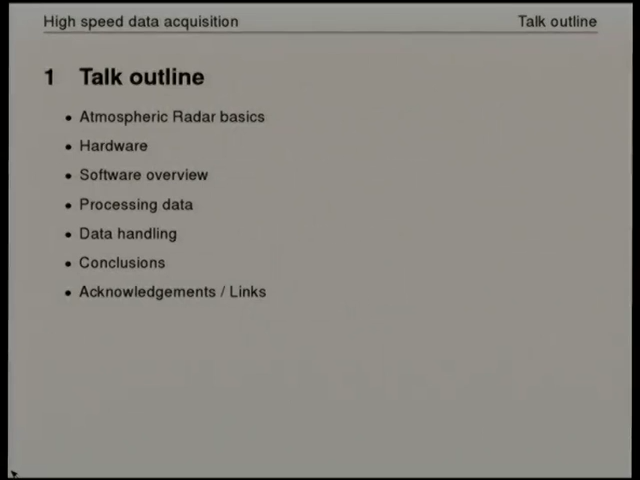 High speed data acquisition Talk outline
1 Talk outline
• Atmospheric Radar basics
• Hardware
• Software overview
• Processing data
• Data handling
• Conclusions
• Acknowledgements / Links